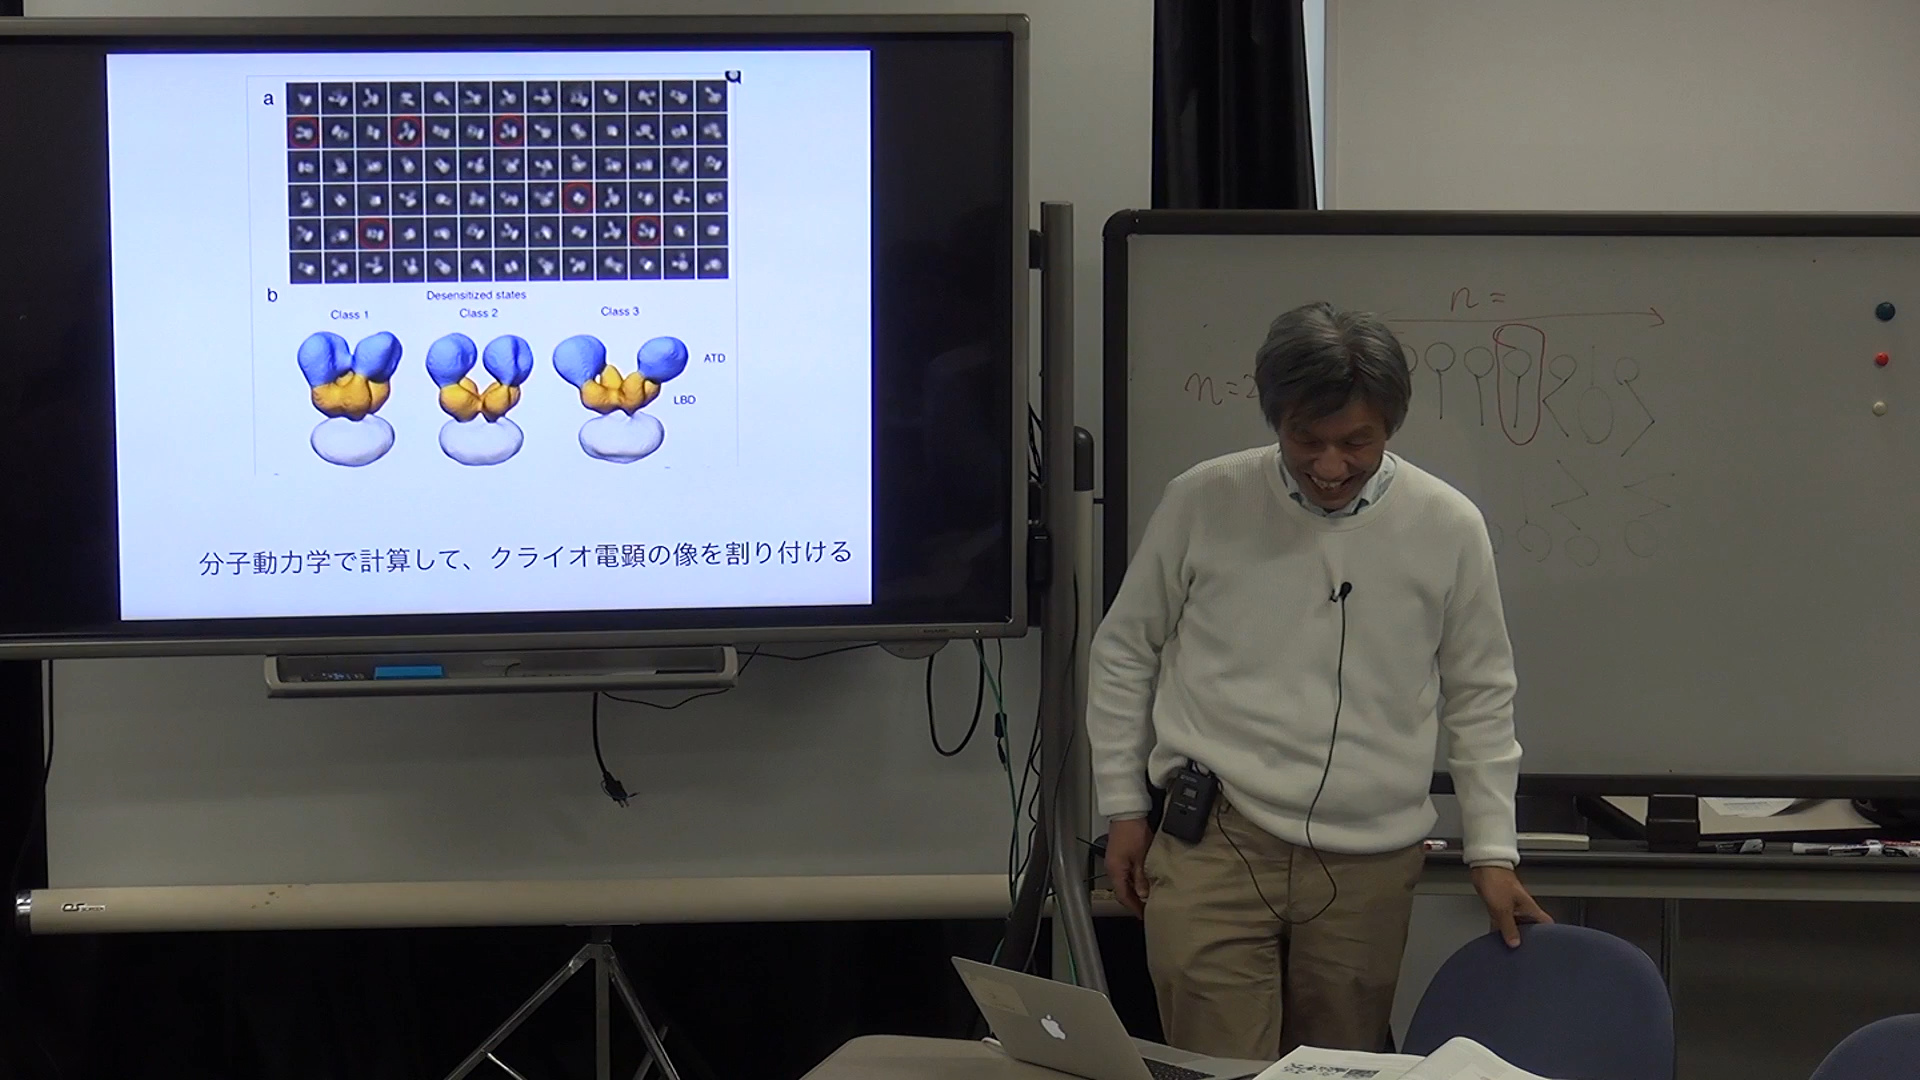 a
b
Desensitized states
Class 1 Class 2 Class 3
ATD
LBD
分子動力学で計算して、クライオ電顕の像を割り付ける
n =
n=2